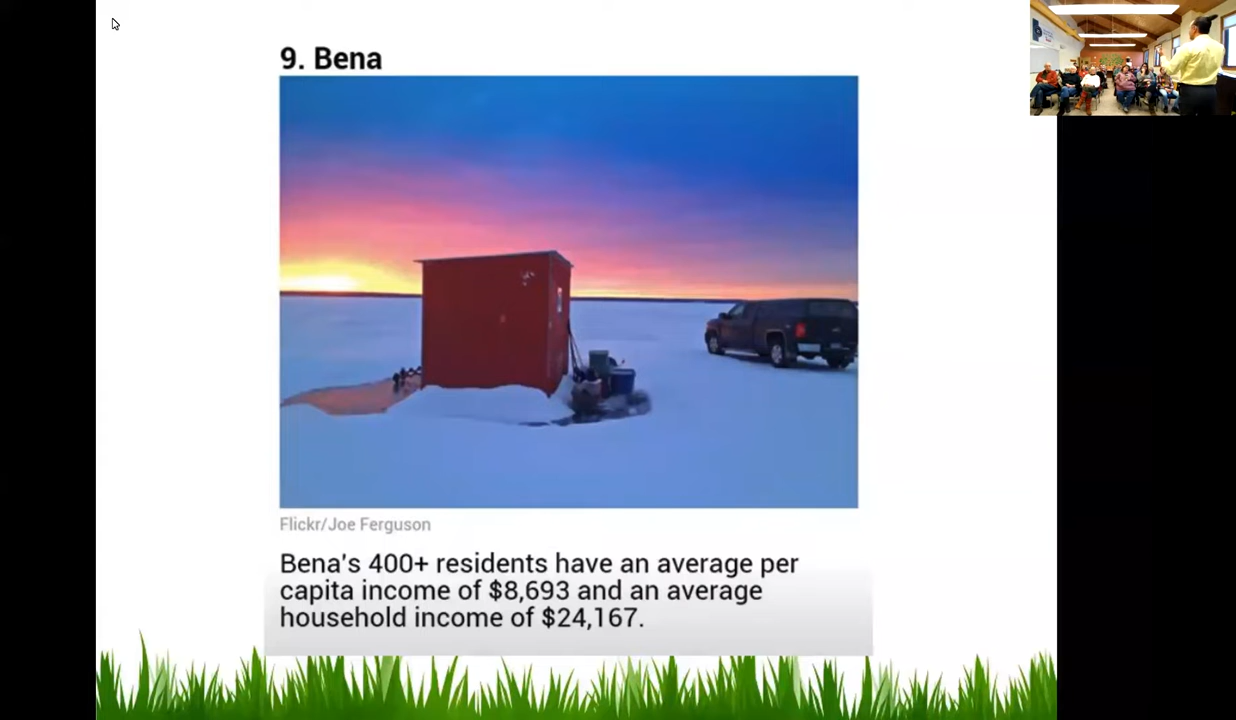 9. Bena
Flickr/Joe Ferguson
Bena's 400+ residents have an average per
capita income of $8,693 and an average
household income of $24,167.